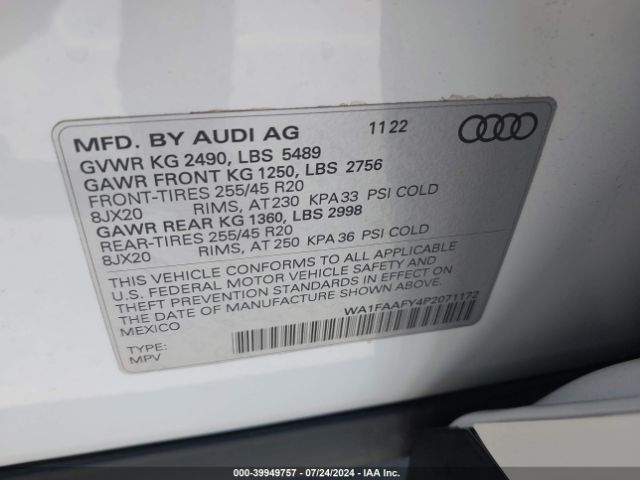 MFD. BY AUDI AG 11 22
GVWR KG 2490, LBS 5489
GAWR FRONT KG 1250, LBS 2756
FRONT-TIRES 255/45 R20
8JX20 RIMS, AT 230 KPA 33 PSI COLD
GAWR REAR KG 1360, LBS 2998
REAR-TIRES 255/45 R20
8JX20 RIMS, AT 250 KPA 36 PSI COLD
THIS VEHICLE CONFORMS TO ALL APPLICABLE
U.S. FEDERAL MOTOR VEHICLE SAFETY AND
THEFT PREVENTION STANDARDS IN EFFECT ON
THE DATE OF MANUFACTURE SHOWN ABOVE.
MEXICO
WA1FAAFY4P2071172
TYPE:
MPV
000-39949757 - 07/24/2024 - IAA Inc.